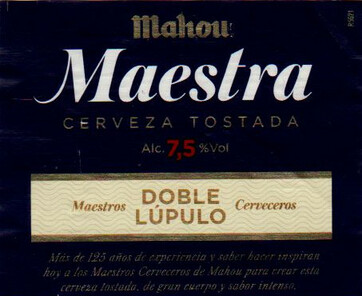 Mahou
Maestra
CERVEZA TOSTADA
Alc. 7,5 %Vol
Maestros DOBLE LÚPULO Cerveceros
Más de 125 años de experiencia y saber hacer inspiran
hoy a los Maestros Cerveceros de Mahou para crear esta
cerveza tostada, de gran cuerpo y sabor intenso.